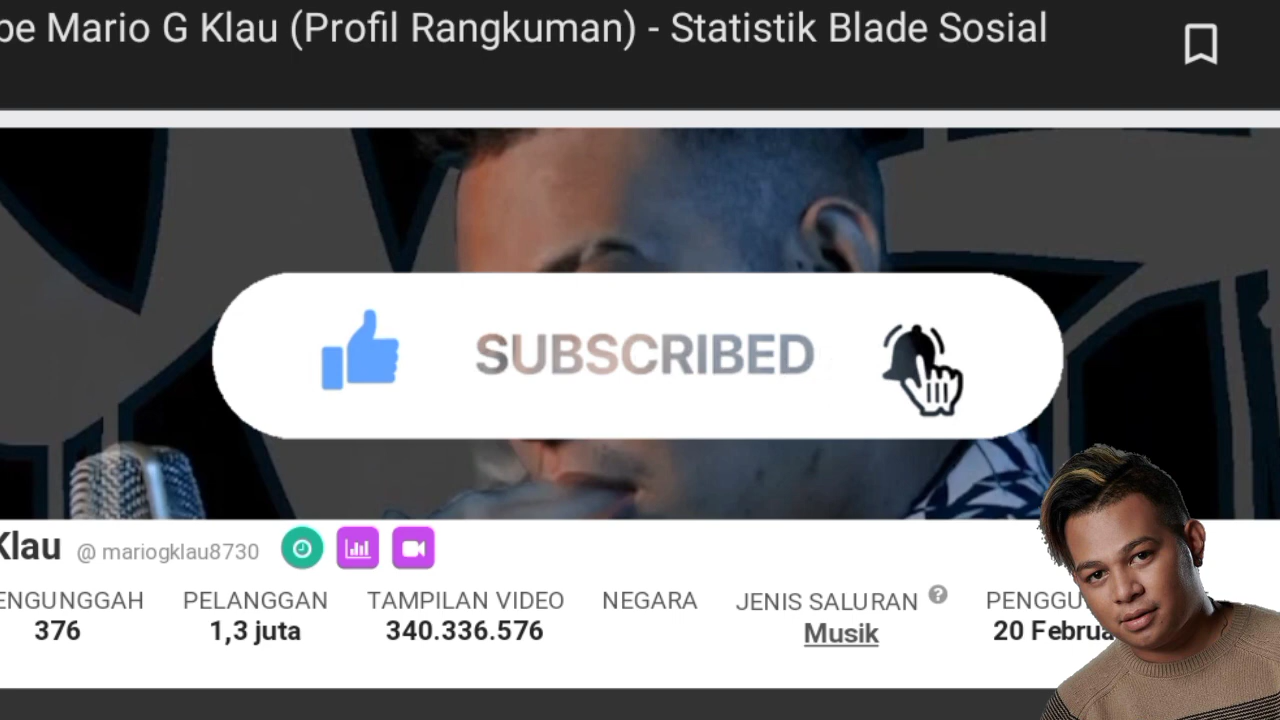 be Mario G Klau (Profil Rangkuman) - Statistik Blade Sosial
SUBSCRIBED
Klau @ mariogklau8730
ENGUNGGAH PELANGGAN TAMPILAN VIDEO NEGARA JENIS SALURAN ? PENGGU
376 1,3 juta 340.336.576 Musik 20 Februa